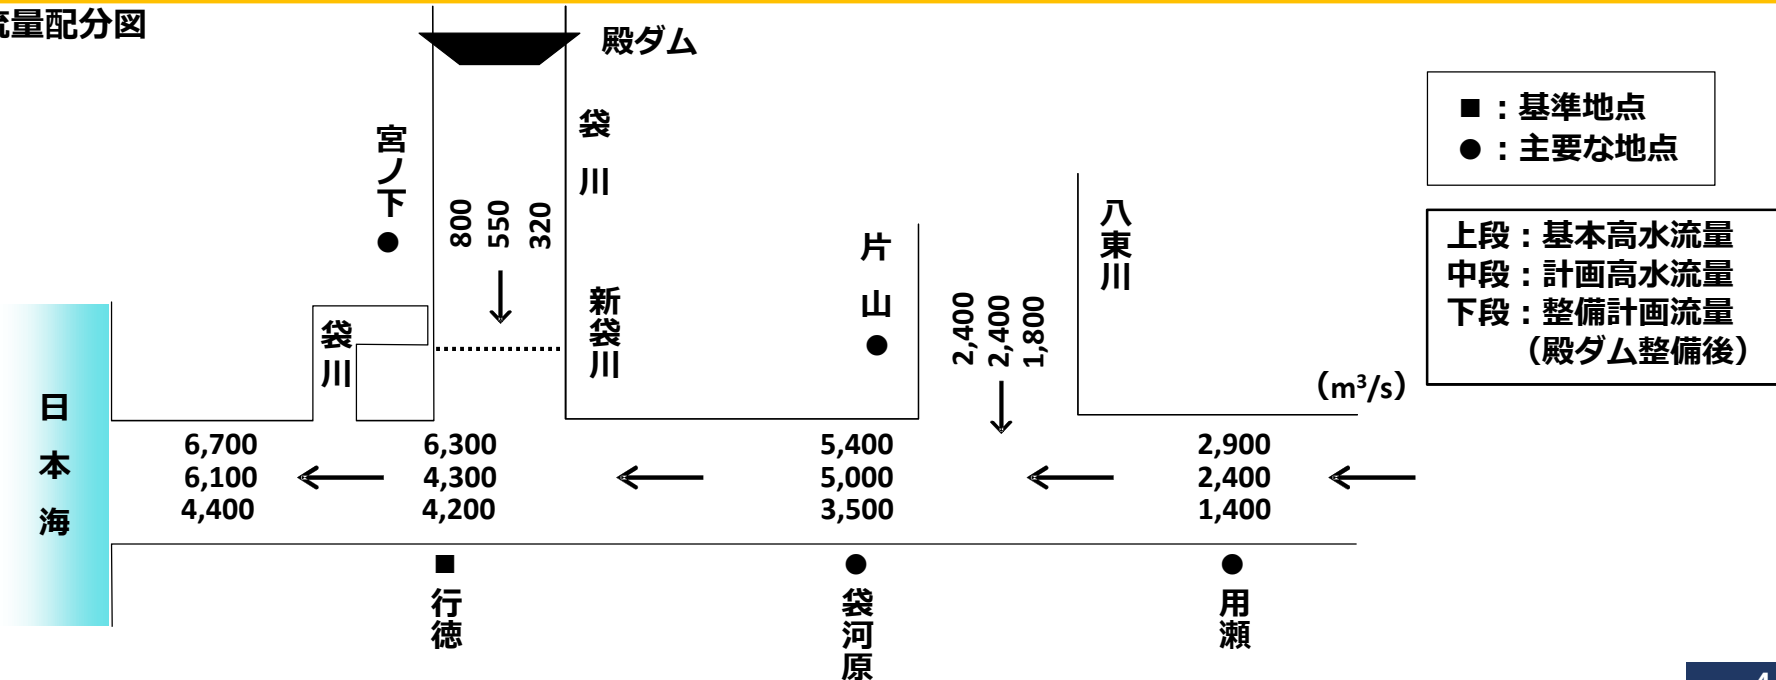 流量配分図
殿ダム
■：基準地点
●：主要な地点
上段：基本高水流量
中段：計画高水流量
下段：整備計画流量
（殿ダム整備後）
（m³/s）
宮ノ下
●
800
550
320
袋川
新袋川
袋川
片山
●
2,400
2,400
1,800
八東川
日本海
6,700
6,100
4,400
6,300
4,300
4,200
5,400
5,000
3,500
2,900
2,400
1,400
■
行徳
●
袋河原
●
用瀬